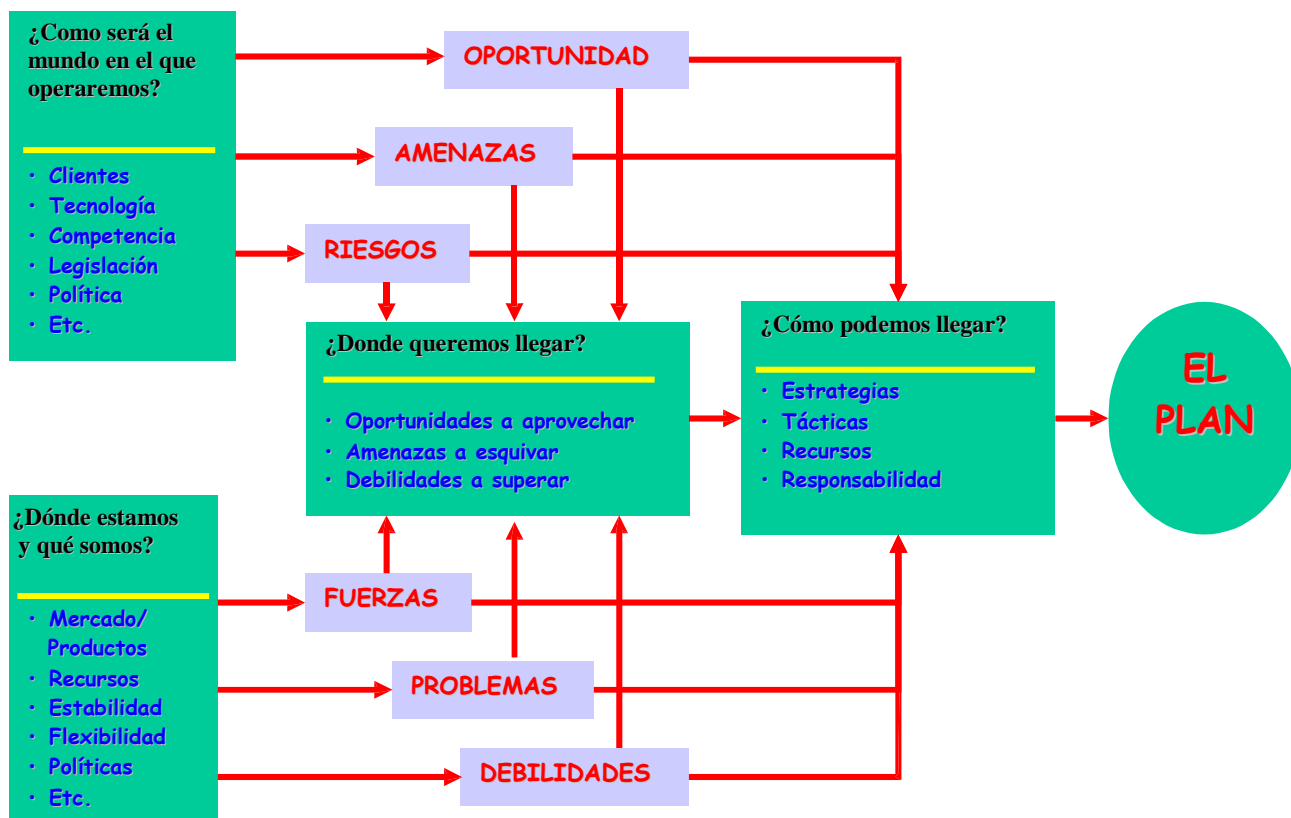 ¿Como será el
mundo en el que
operaremos?
• Clientes
• Tecnología
• Competencia
• Legislación
• Política
• Etc.
OPORTUNIDAD
AMENAZAS
RIESGOS
¿Donde queremos llegar?
• Oportunidades a aprovechar
• Amenazas a esquivar
• Debilidades a superar
¿Cómo podemos llegar?
• Estrategias
• Tácticas
• Recursos
• Responsabilidad
EL
PLAN
¿Dónde estamos
y qué somos?
• Mercado/
Productos
• Recursos
• Estabilidad
• Flexibilidad
• Políticas
• Etc.
FUERZAS
PROBLEMAS
DEBILIDADES